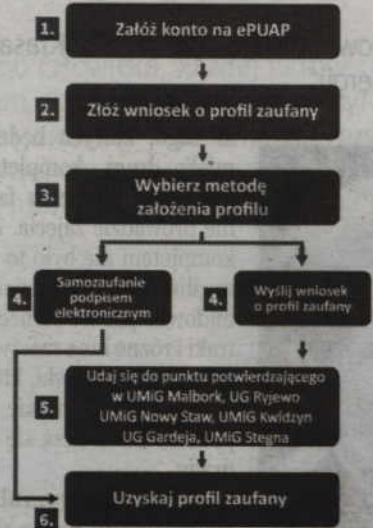 1. Załóż konto na ePUAP
2. Złóż wniosek o profil zaufany
3. Wybierz metodę
założenia profilu
4. Samozaufanie
podpisem
elektronicznym
4. Wyślij wniosek
o profil zaufany
5. Udaj się do punktu potwierdzającego
w UMiG Malbork, UG Ryjewo
UMiG Nowy Staw, UMiG Kwidzyn
UG Gardeja, UMiG Stegna
6. Uzyskaj profil zaufany